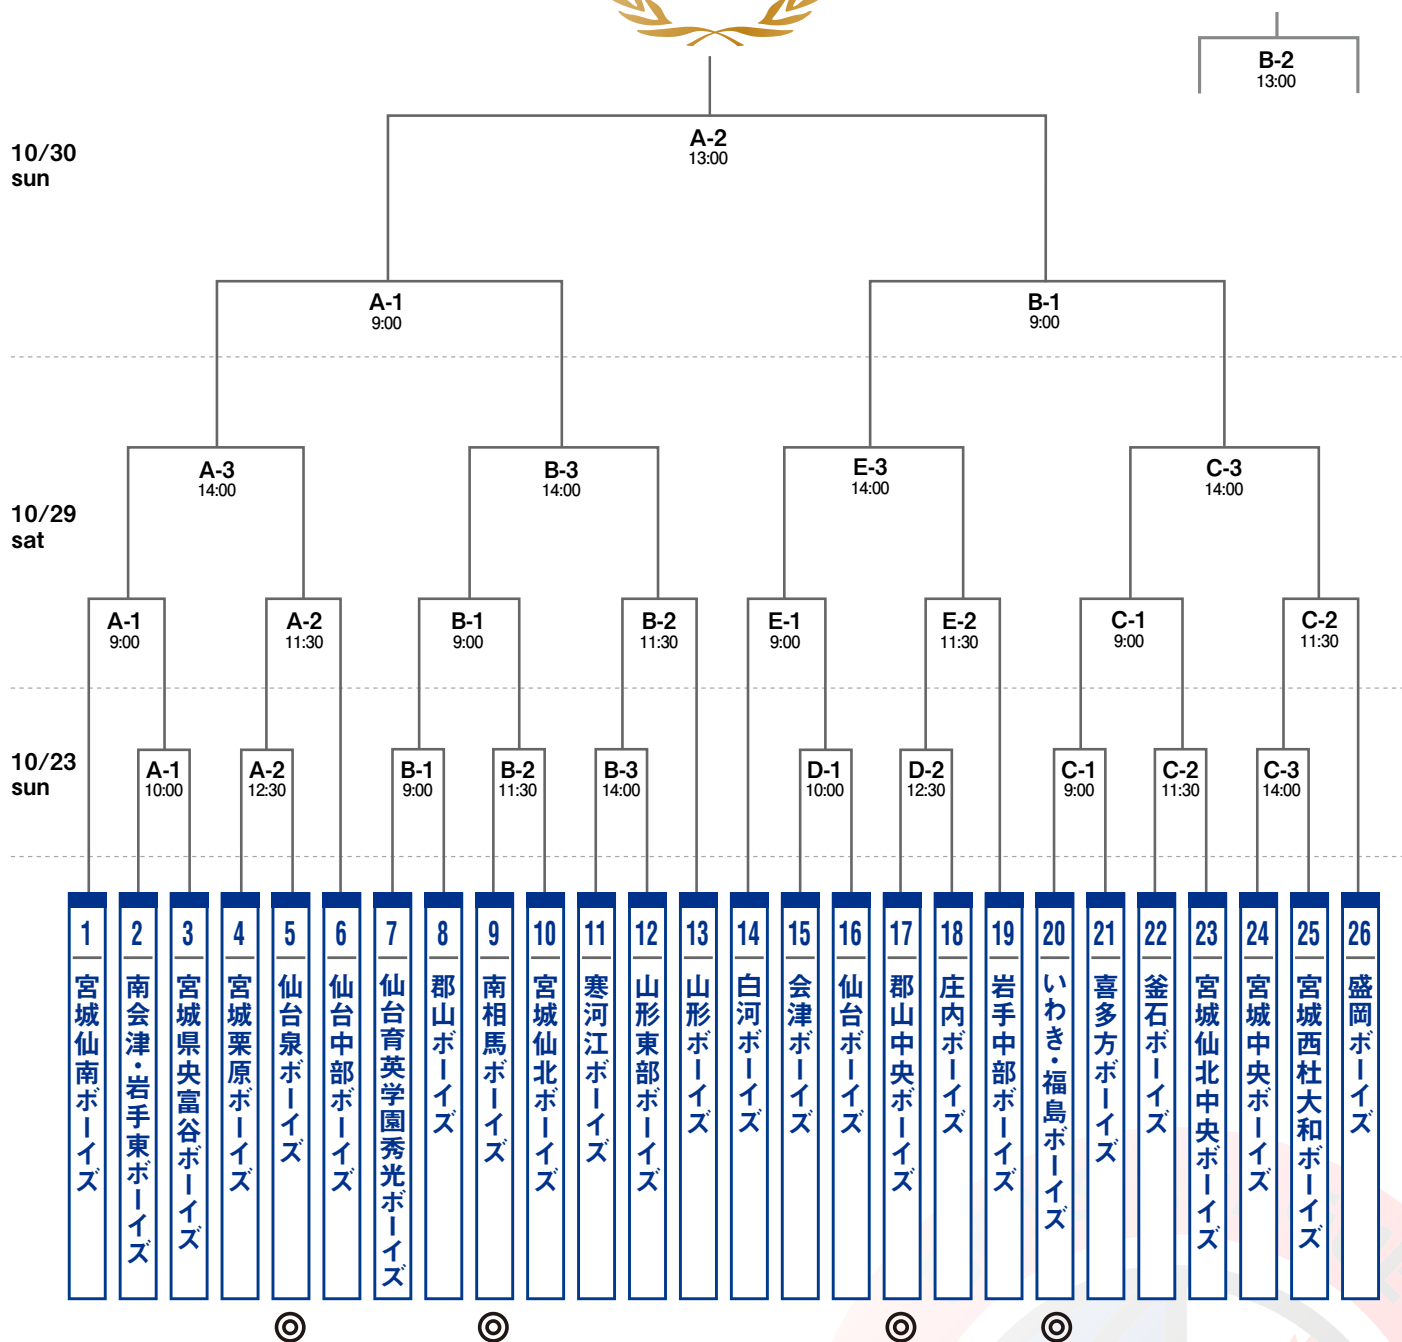 B-2
13:00
10/30
sun
A-2
13:00
A-1
9:00
B-1
9:00
10/29
sat
A-3
14:00
B-3
14:00
E-3
14:00
C-3
14:00
A-1
9:00
A-2
11:30
B-1
9:00
B-2
11:30
E-1
9:00
E-2
11:30
C-1
9:00
C-2
11:30
10/23
sun
A-1
10:00
A-2
12:30
B-1
9:00
B-2
11:30
B-3
14:00
D-1
10:00
D-2
12:30
C-1
9:00
C-2
11:30
C-3
14:00
1
宮城仙南ボーイズ
2
南会津・岩手東ボーイズ
3
宮城県央富谷ボーイズ
4
宮城栗原ボーイズ
5
仙台泉ボーイズ
6
仙台中部ボーイズ
7
仙台育英学園秀光ボーイズ
8
郡山ボーイズ
9
南相馬ボーイズ
10
宮城仙北ボーイズ
11
寒河江ボーイズ
12
山形東部ボーイズ
13
山形ボーイズ
14
白河ボーイズ
15
会津ボーイズ
16
仙台ボーイズ
17
郡山中央ボーイズ
18
庄内ボーイズ
19
岩手中部ボーイズ
20
いわき・福島ボーイズ
21
喜多方ボーイズ
22
釜石ボーイズ
23
宮城仙北中央ボーイズ
24
宮城中央ボーイズ
25
宮城西杜大和ボーイズ
26
盛岡ボーイズ
◎
◎
◎
◎